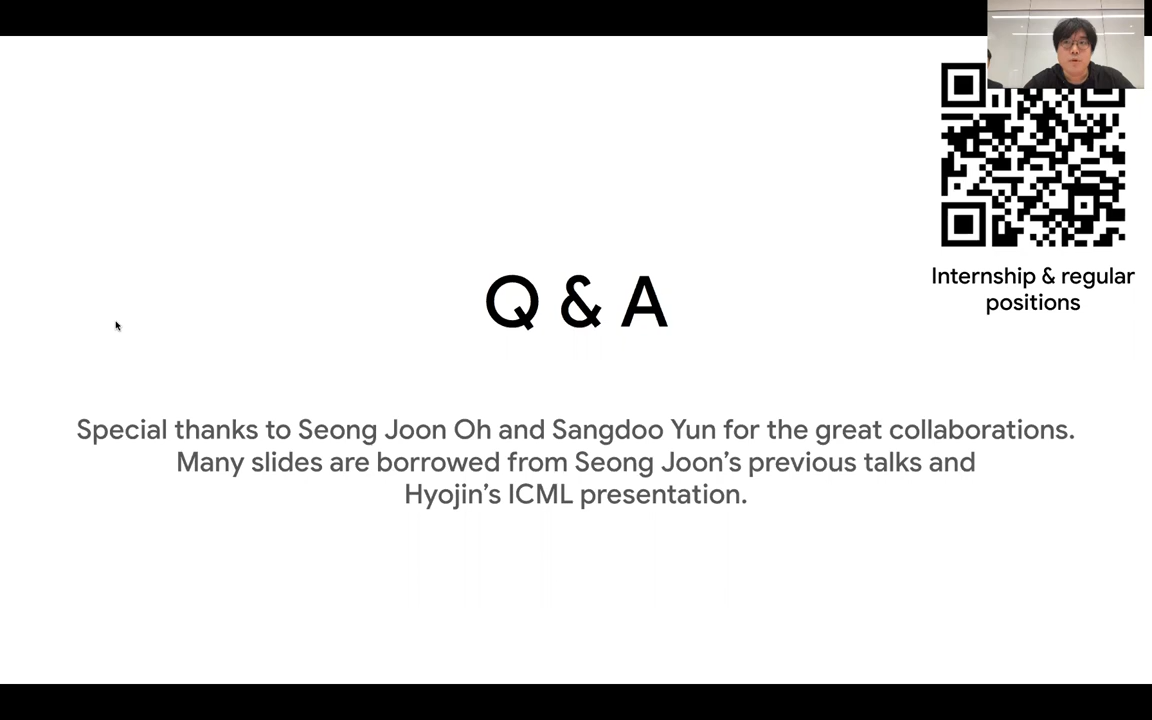 Internship & regular
positions
Q & A
Special thanks to Seong Joon Oh and Sangdoo Yun for the great collaborations.
Many slides are borrowed from Seong Joon’s previous talks and
Hyojin’s ICML presentation.